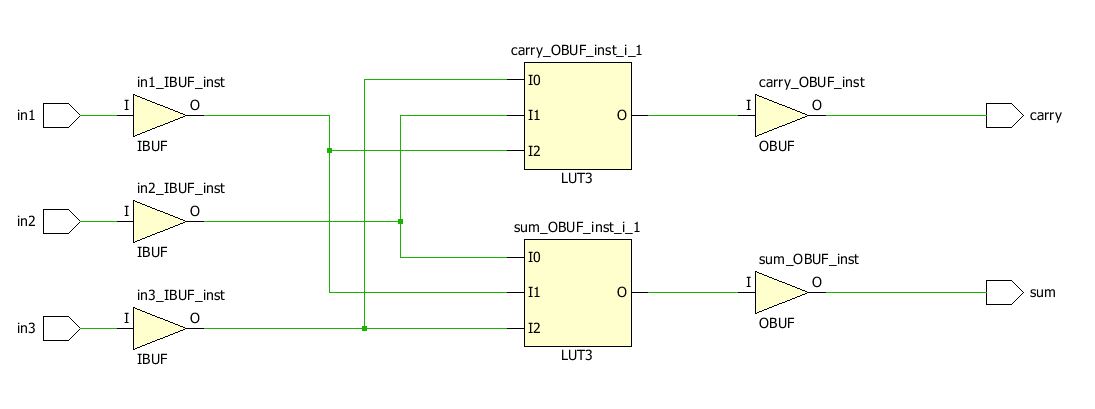 carry_OBUF_inst_i_1
in1_IBUF_inst
carry_OBUF_inst
I0
I O
I O
in1
I1 O
carry
IBUF
OBUF
I2
LUT3
in2_IBUF_inst
I O
in2
sum_OBUF_inst_i_1
IBUF
I0
sum_OBUF_inst
in3_IBUF_inst
I O
I1 O
sum
I O
in3
I2
OBUF
IBUF
LUT3